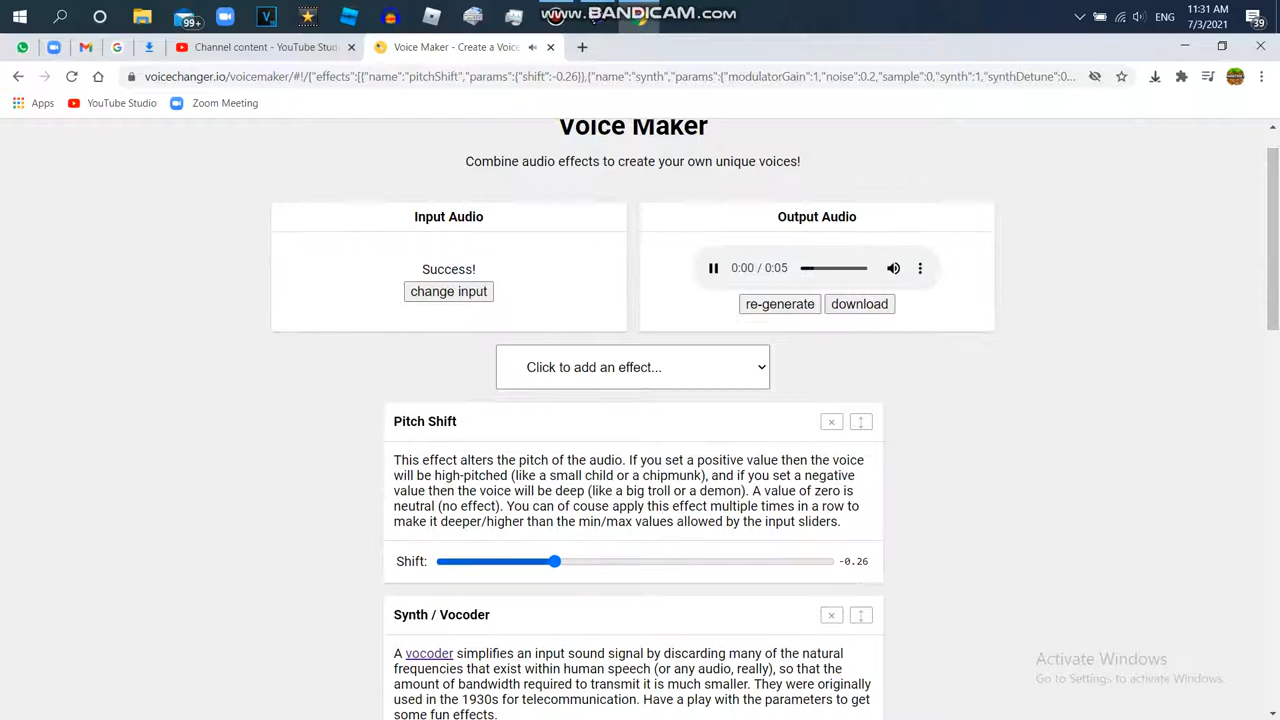 99+
www.BANDICAM.com
ENG
11:31 AM
7/3/2021
39
Channel content - YouTube Studi
Voice Maker - Create a Voice
voicechanger.io/voicemaker/#!/{"effects":[{"name":"pitchShift","params":{"shift":-0.26}},{"name":"synth","params":{"modulatorGain":1,"noise":0.2,"sample":0,"synth":1,"synthDetune":0...
Apps
YouTube Studio
Zoom Meeting
Voice Maker
Combine audio effects to create your own unique voices!
Input Audio
Success!
change input
Output Audio
0:00 / 0:05
re-generate
download
Click to add an effect...
Pitch Shift
This effect alters the pitch of the audio. If you set a positive value then the voice
will be high-pitched (like a small child or a chipmunk), and if you set a negative
value then the voice will be deep (like a big troll or a demon). A value of zero is
neutral (no effect). You can of couse apply this effect multiple times in a row to
make it deeper/higher than the min/max values allowed by the input sliders.
Shift:
-0.26
Synth / Vocoder
A vocoder simplifies an input sound signal by discarding many of the natural
frequencies that exist within human speech (or any audio, really), so that the
amount of bandwidth required to transmit it is much smaller. They were originally
used in the 1930s for telecommunication. Have a play with the parameters to get
some fun effects.
Activate Windows
Go to Settings to activate Windows.